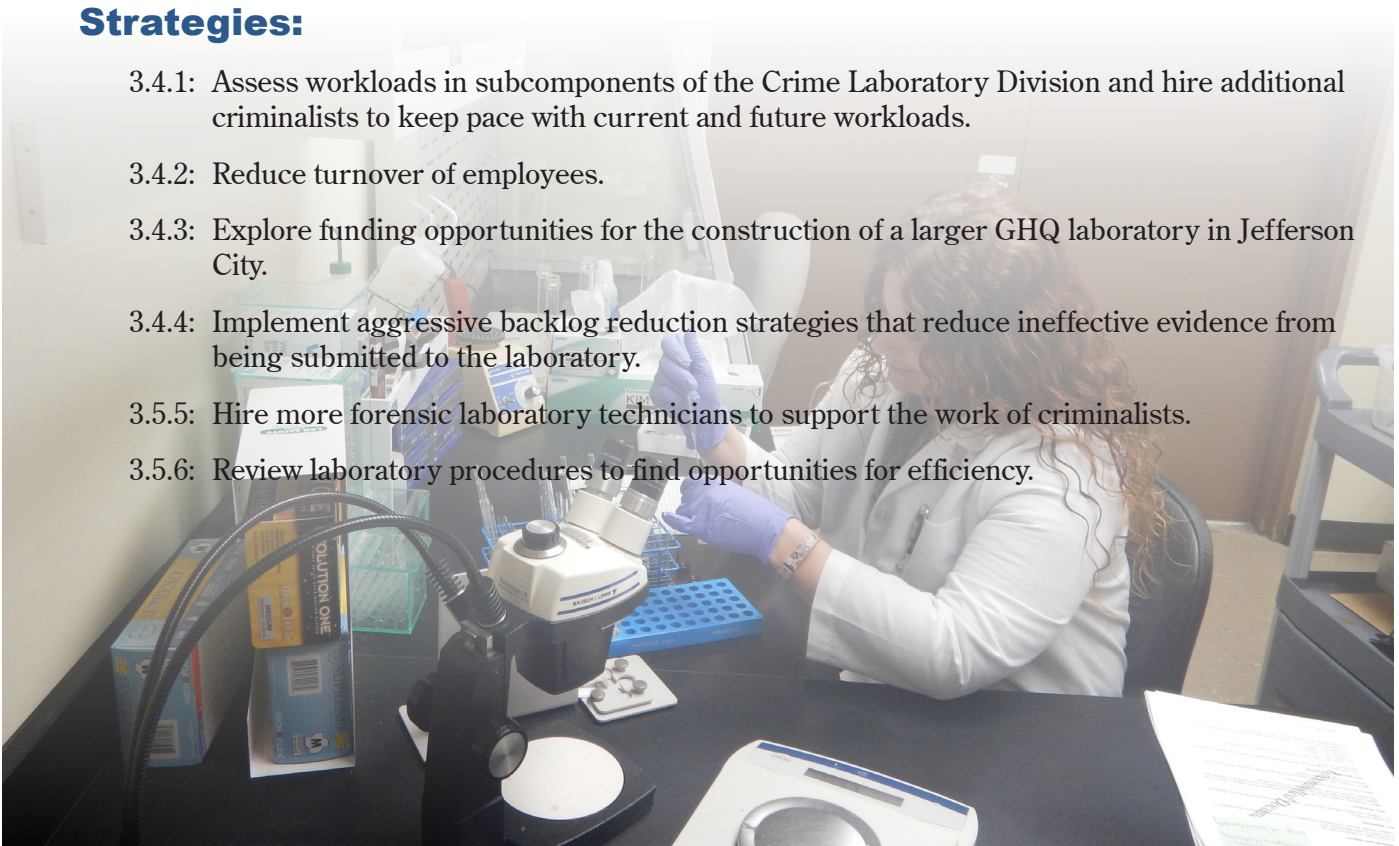 Strategies:
3.4.1: Assess workloads in subcomponents of the Crime Laboratory Division and hire additional
criminalists to keep pace with current and future workloads.
3.4.2: Reduce turnover of employees.
3.4.3: Explore funding opportunities for the construction of a larger GHQ laboratory in Jefferson
City.
3.4.4: Implement aggressive backlog reduction strategies that reduce ineffective evidence from
being submitted to the laboratory.
KIM
3.5.5: Hire more forensic laboratory technicians to support the work of criminalists.
3.5.6: Review laboratory procedures to find opportunities for efficiency.
BAUSCH & LOMB